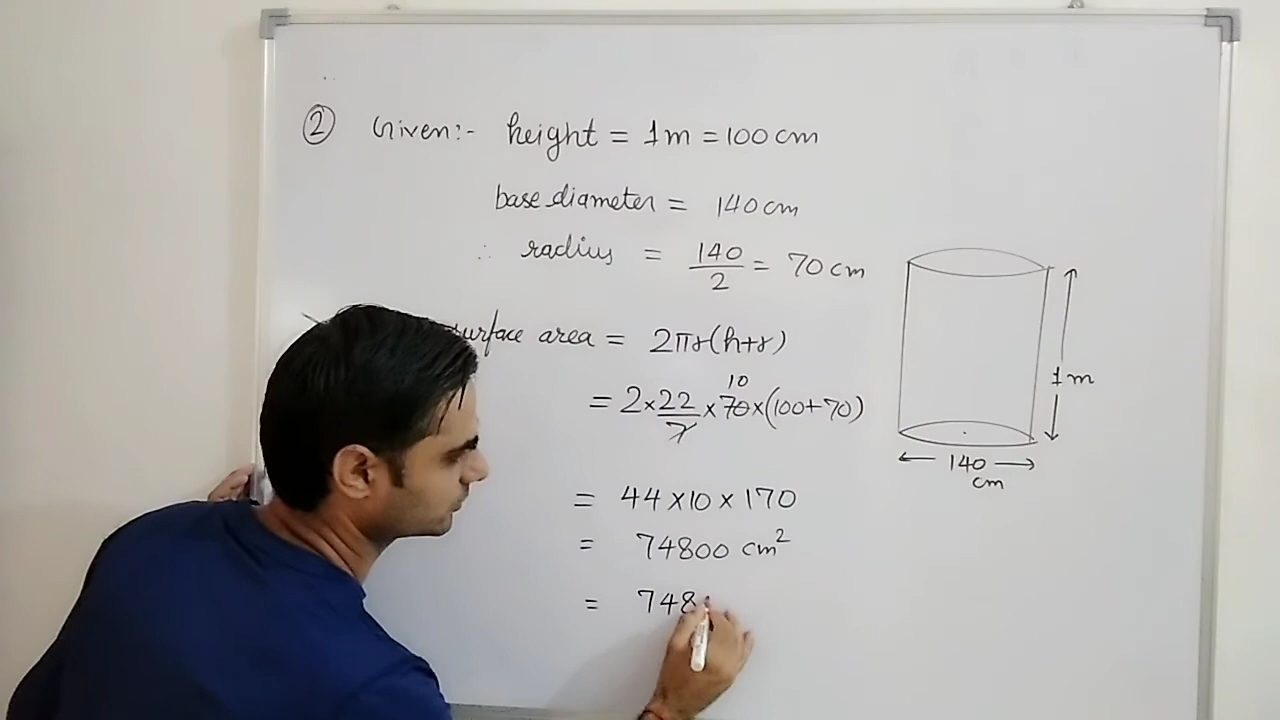 ② Given:- height = 1m = 100 cm
base diameter = 140 cm
∴ radius = 140/2 = 70 cm
surface area = 2πr(h+r)
= 2 × 22/7 × 70 × (100+70)
10
= 44 × 10 × 170
= 74800 cm²
= 748
1m
140
cm